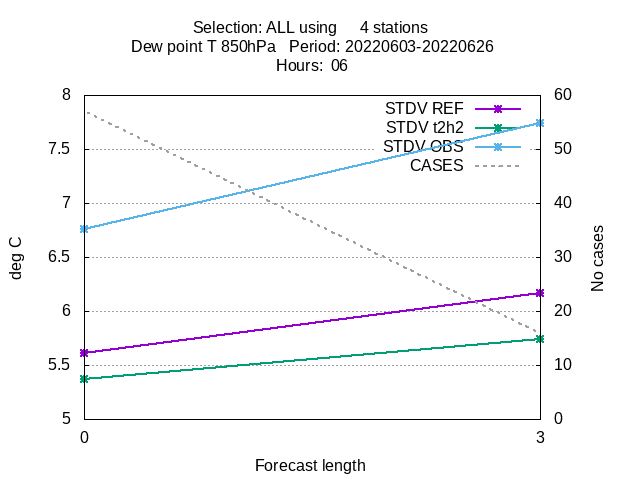 Selection: ALL using 4 stations
Dew point T 850hPa Period: 20220603-20220626
Hours: 06
8 60
STDV REF
STDV t2h2
7.5 50
STDV OBS
CASES
7 40
6.5 30
deg C
No cases
6 20
5.5 10
5 0
0 3
Forecast length